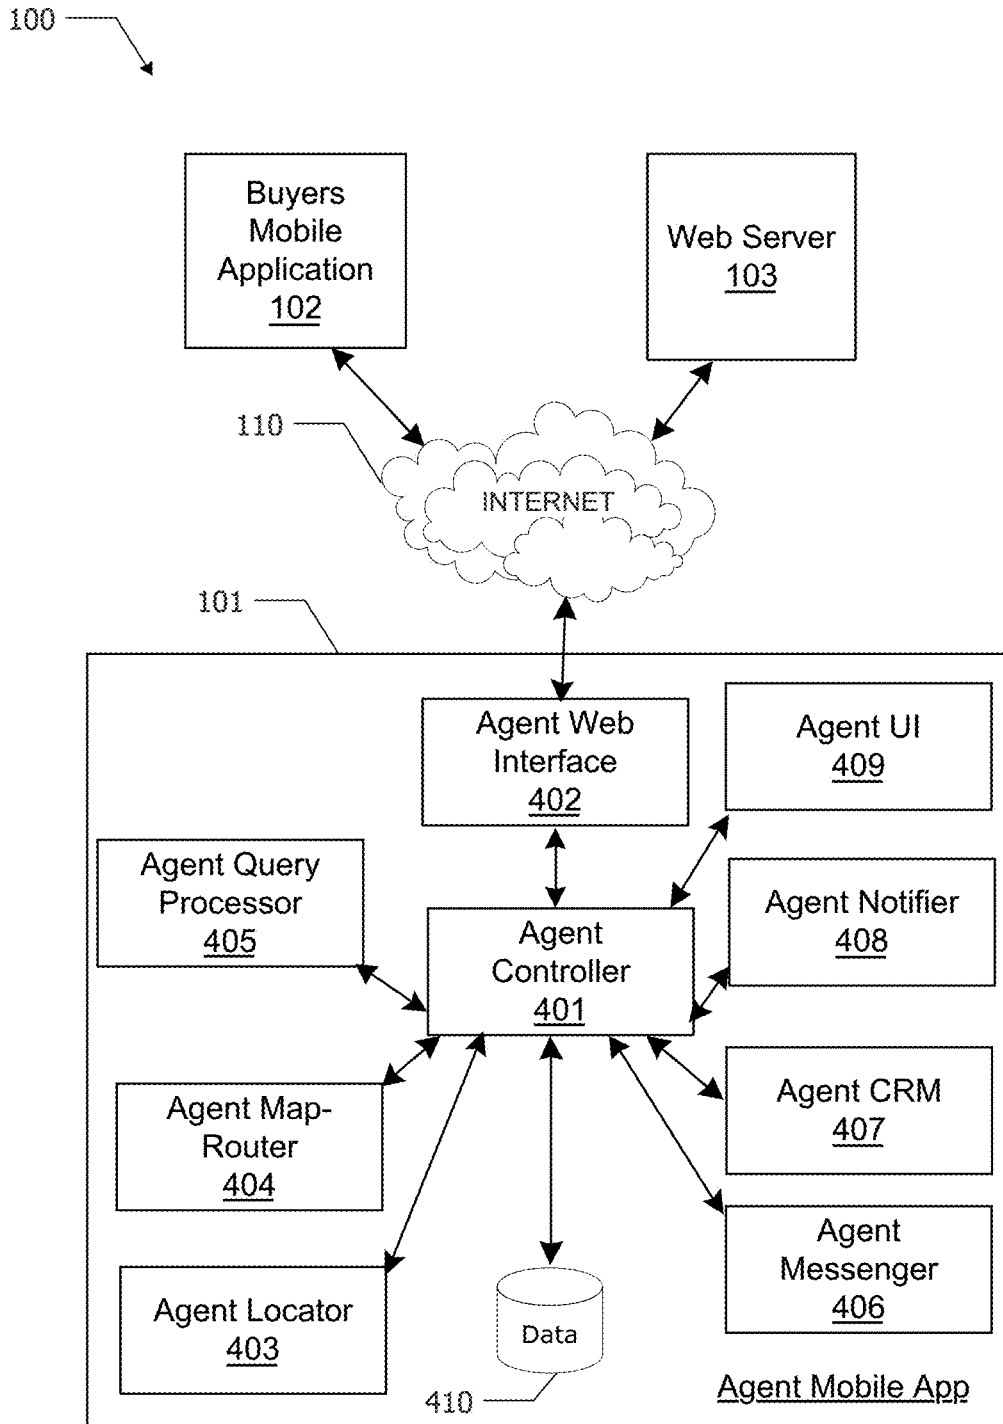 100
Buyers
Mobile
Application
102
Web Server
103
110
INTERNET
101
Agent Web
Interface
402
Agent UI
409
Agent Query
Processor
405
Agent
Controller
401
Agent Notifier
408
Agent Map-
Router
404
Agent CRM
407
Agent Locator
403
Data
410
Agent
Messenger
406
Agent Mobile App